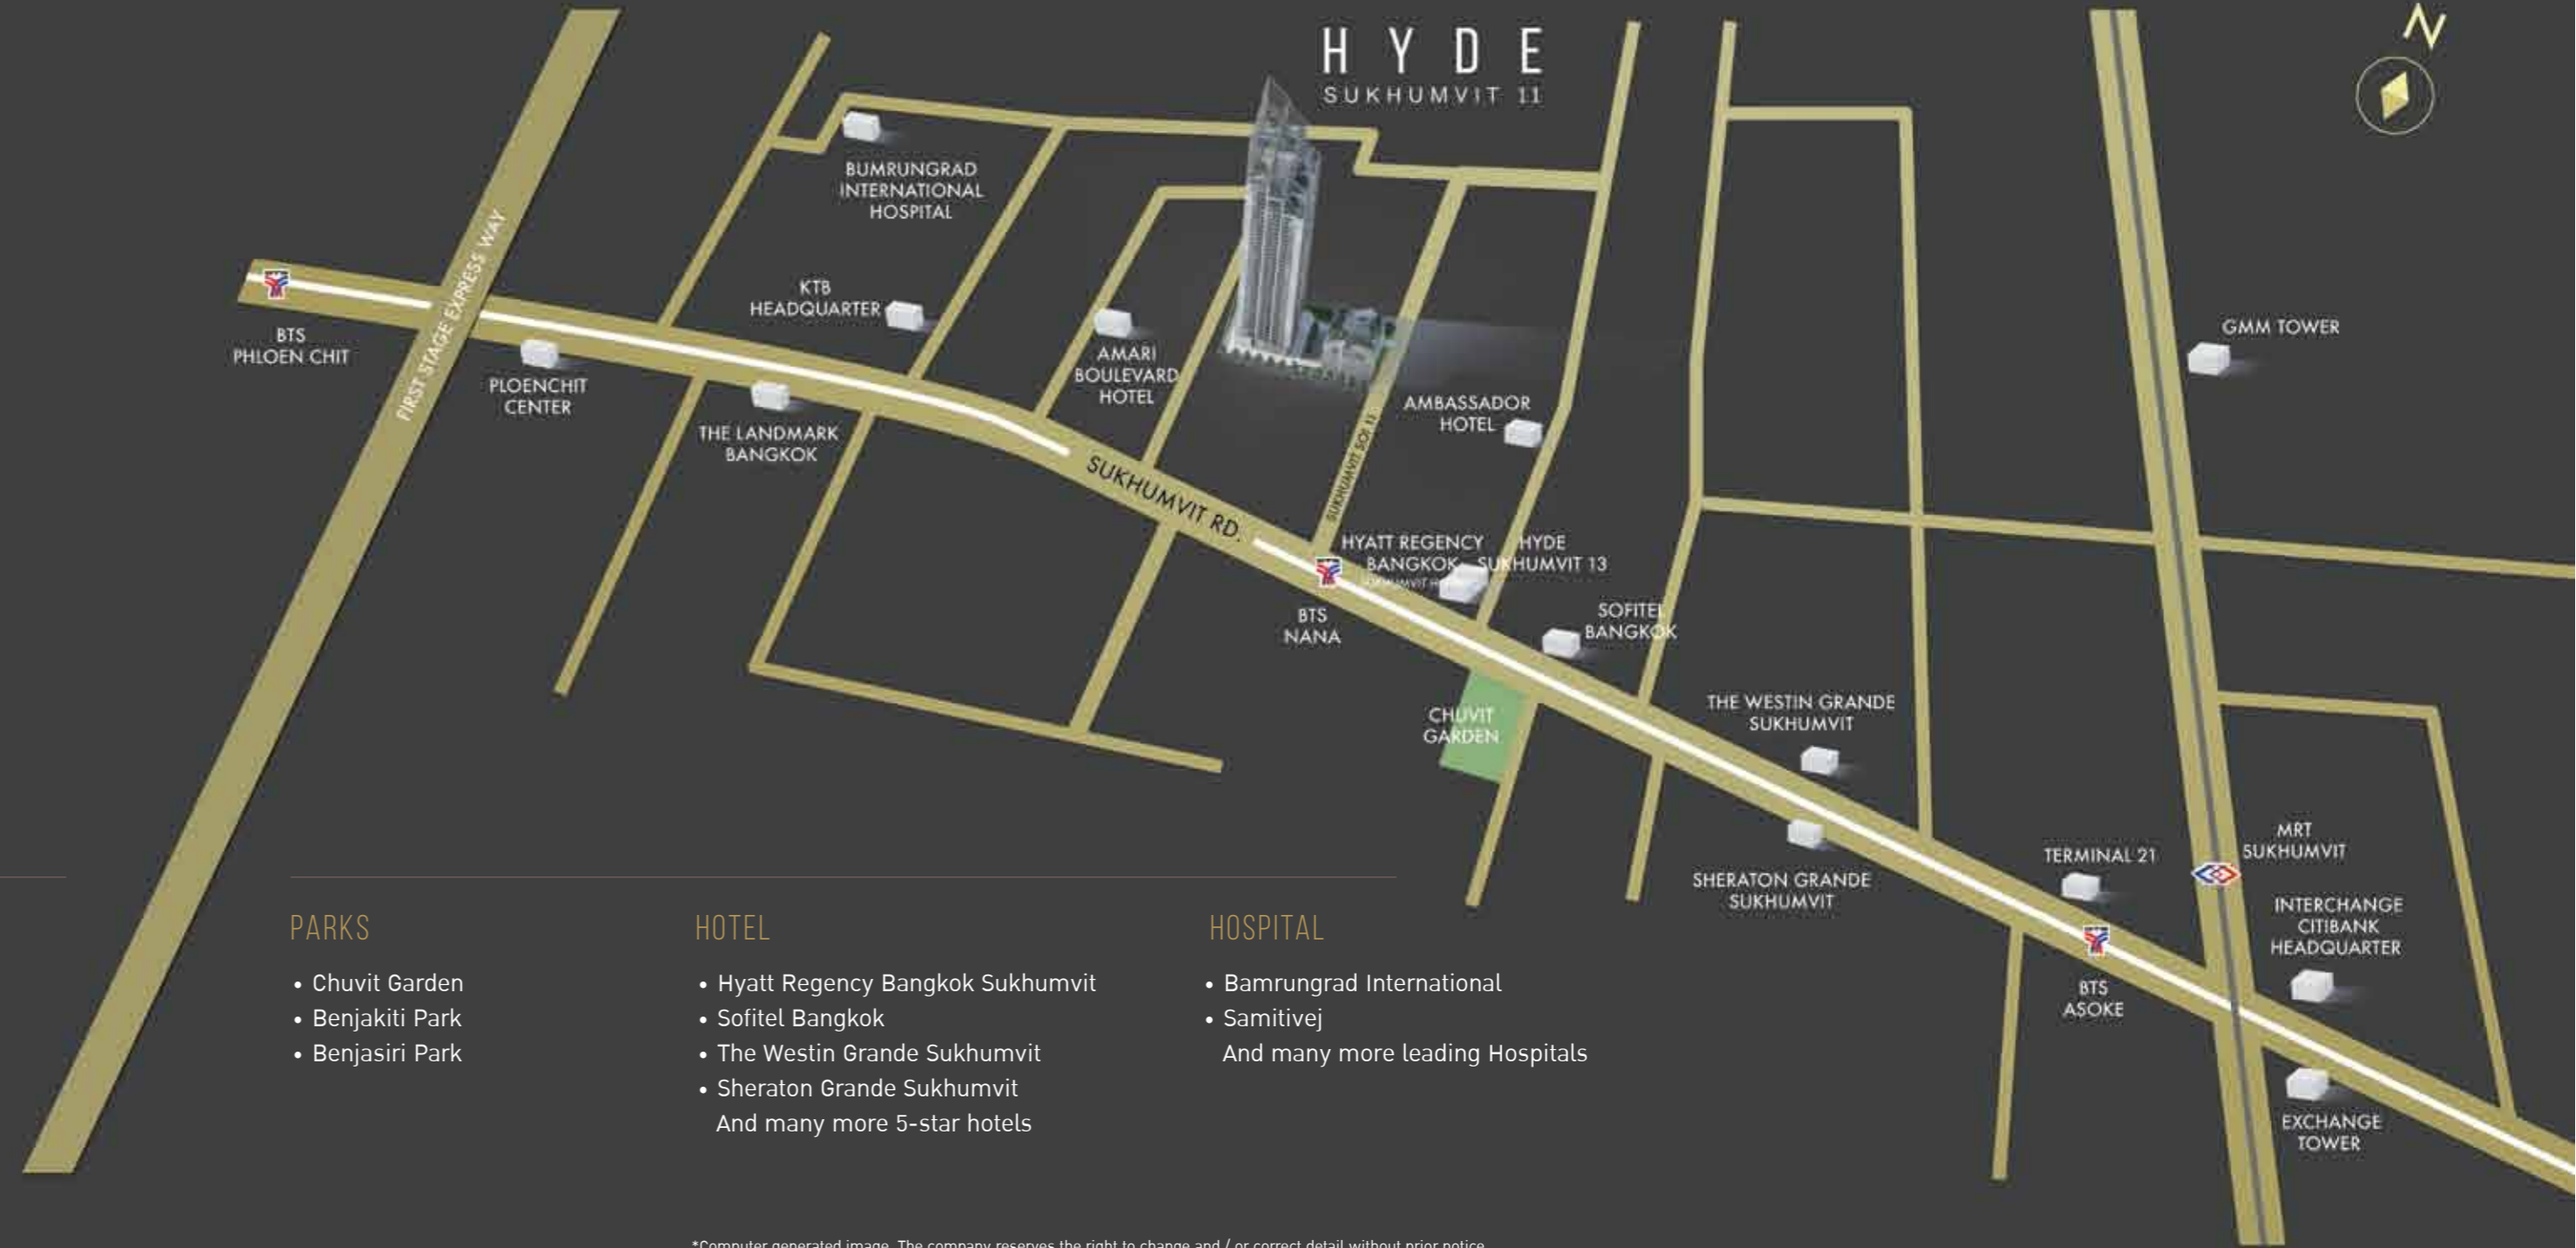 N
HYDE
SUKHUMVIT 11
BUMRUNGRAD
INTERNATIONAL
HOSPITAL
FIRST STAGE EXPRESS WAY
BTS
PHLOEN CHIT
PLOENCHIT
CENTER
KTB
HEADQUARTER
THE LANDMARK
BANGKOK
AMARI
BOULEVARD
HOTEL
SUKHUMVIT RD.
SUKHUMVIT SOI 11
AMBASSADOR
HOTEL
GMM TOWER
HYATT REGENCY
BANGKOK
HYDE
SUKHUMVIT 13
BTS
NANA
SOFITEL
BANGKOK
CHUVIT
GARDEN
THE WESTIN GRANDE
SUKHUMVIT
SHERATON GRANDE
SUKHUMVIT
TERMINAL 21
MRT
SUKHUMVIT
INTERCHANGE
CITIBANK
HEADQUARTER
BTS
ASOKE
EXCHANGE
TOWER
PARKS
• Chuvit Garden
• Benjakiti Park
• Benjasiri Park
HOTEL
• Hyatt Regency Bangkok Sukhumvit
• Sofitel Bangkok
• The Westin Grande Sukhumvit
• Sheraton Grande Sukhumvit
And many more 5-star hotels
HOSPITAL
• Bamrungrad International
• Samitivej
And many more leading Hospitals
*Computer generated image. The company reserves the right to change and / or correct detail without prior notice